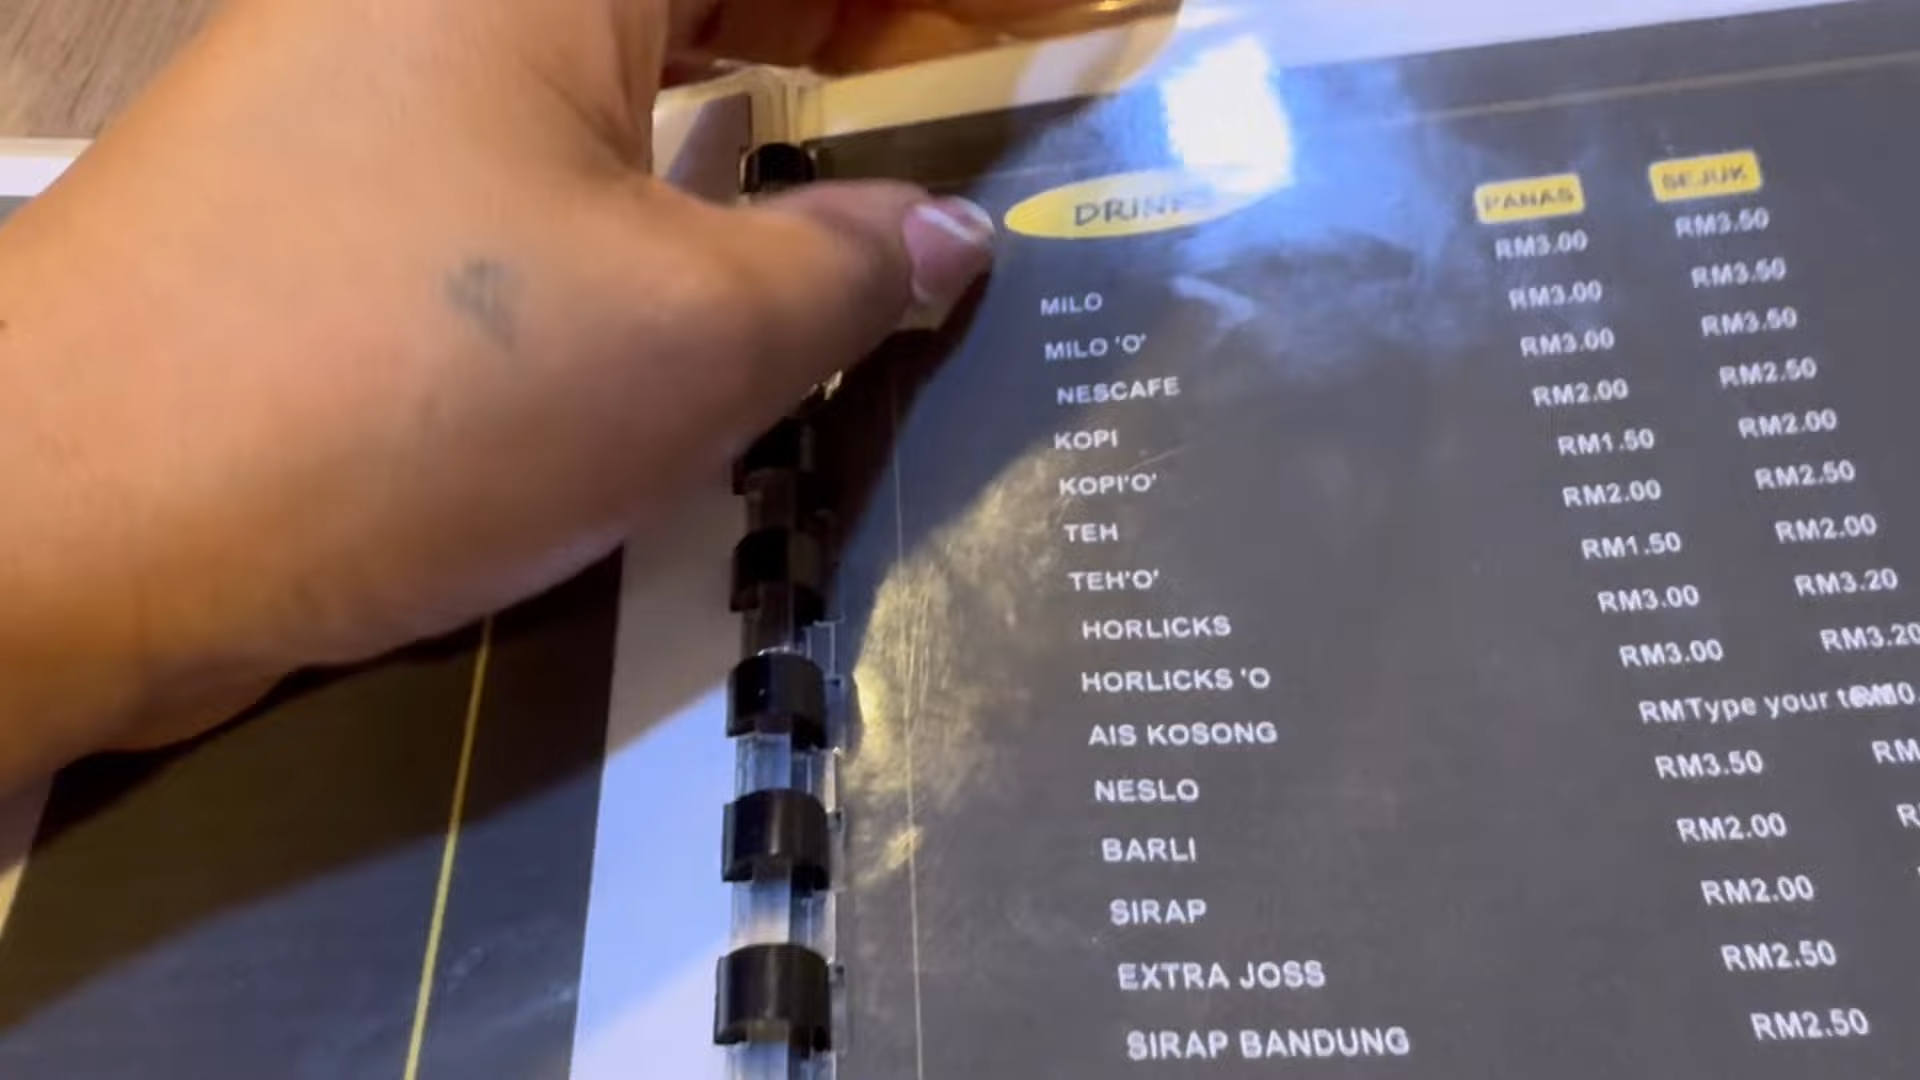 DRINKS PANAS SEJUK
MILO RM3.00 RM3.50
MILO 'O' RM3.00 RM3.50
NESCAFE RM3.00 RM3.50
KOPI RM2.00 RM2.50
KOPI'O' RM1.50 RM2.00
TEH RM2.00 RM2.50
TEH'O' RM1.50 RM2.00
HORLICKS RM3.00 RM3.20
HORLICKS 'O RM3.00 RM3.20
AIS KOSONG RMType your
NESLO RM3.50 RM
BARLI RM2.00 R
SIRAP RM2.00
EXTRA JOSS RM2.50
SIRAP BANDUNG RM2.50